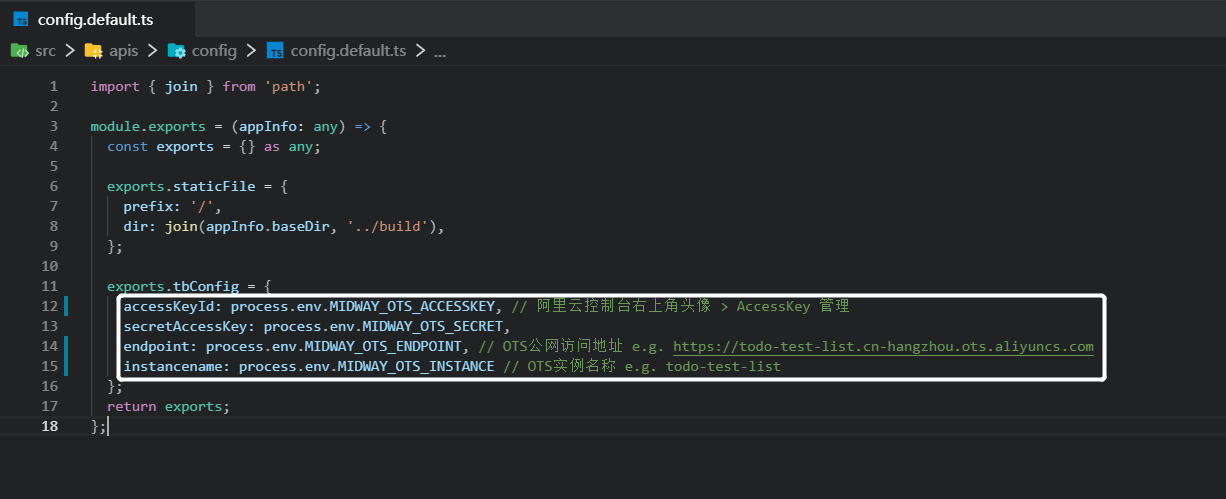 TS config.default.ts
src > apis > config > TS config.default.ts > ...
1 import { join } from 'path';
2
3 module.exports = (appInfo: any) => {
4 const exports = {} as any;
5
6 exports.staticFile = {
7 prefix: '/',
8 dir: join(appInfo.baseDir, '../build'),
9 };
10
11 exports.tbConfig = {
12 accessKeyId: process.env.MIDWAY_OTS_ACCESSKEY, // 阿里云控制台右上角头像 > AccessKey 管理
13 secretAccessKey: process.env.MIDWAY_OTS_SECRET,
14 endpoint: process.env.MIDWAY_OTS_ENDPOINT, // OTS公网访问地址 e.g. https://todo-test-list.cn-hangzhou.ots.aliyuncs.com
15 instancename: process.env.MIDWAY_OTS_INSTANCE // OTS实例名称 e.g. todo-test-list
16 };
17 return exports;
18 };